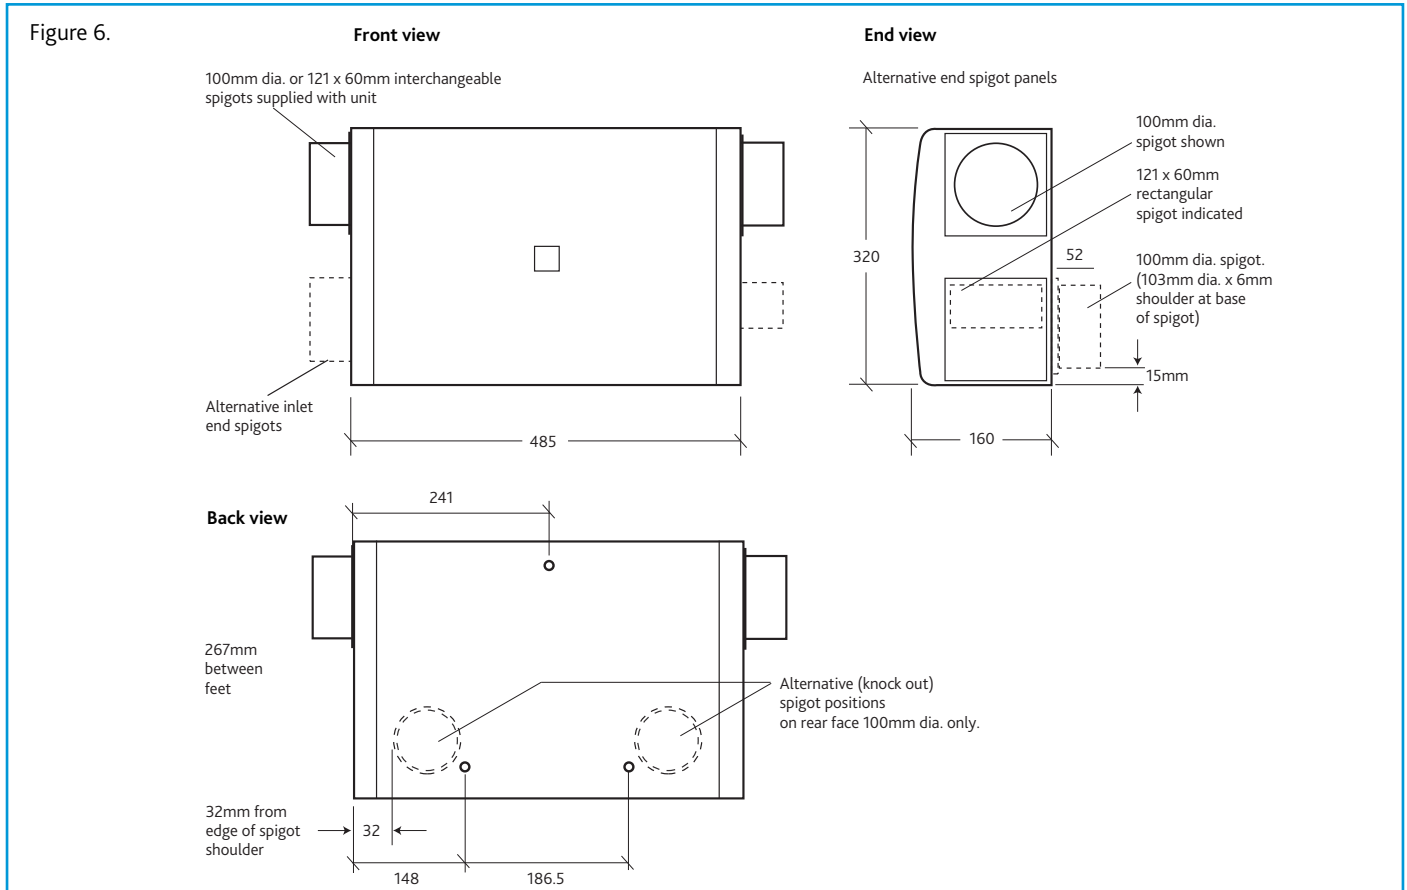 Figure 6.
Front view
End view
100mm dia. or 121 x 60mm interchangeable
spigots supplied with unit
Alternative end spigot panels
100mm dia.
spigot shown
121 x 60mm
rectangular
spigot indicated
320
52
100mm dia. spigot.
(103mm dia. x 6mm
shoulder at base
of spigot)
15mm
Alternative inlet
end spigots
485
160
241
Back view
267mm
between
feet
Alternative (knock out)
spigot positions
on rear face 100mm dia. only.
32mm from
edge of spigot
shoulder
32
148
186.5